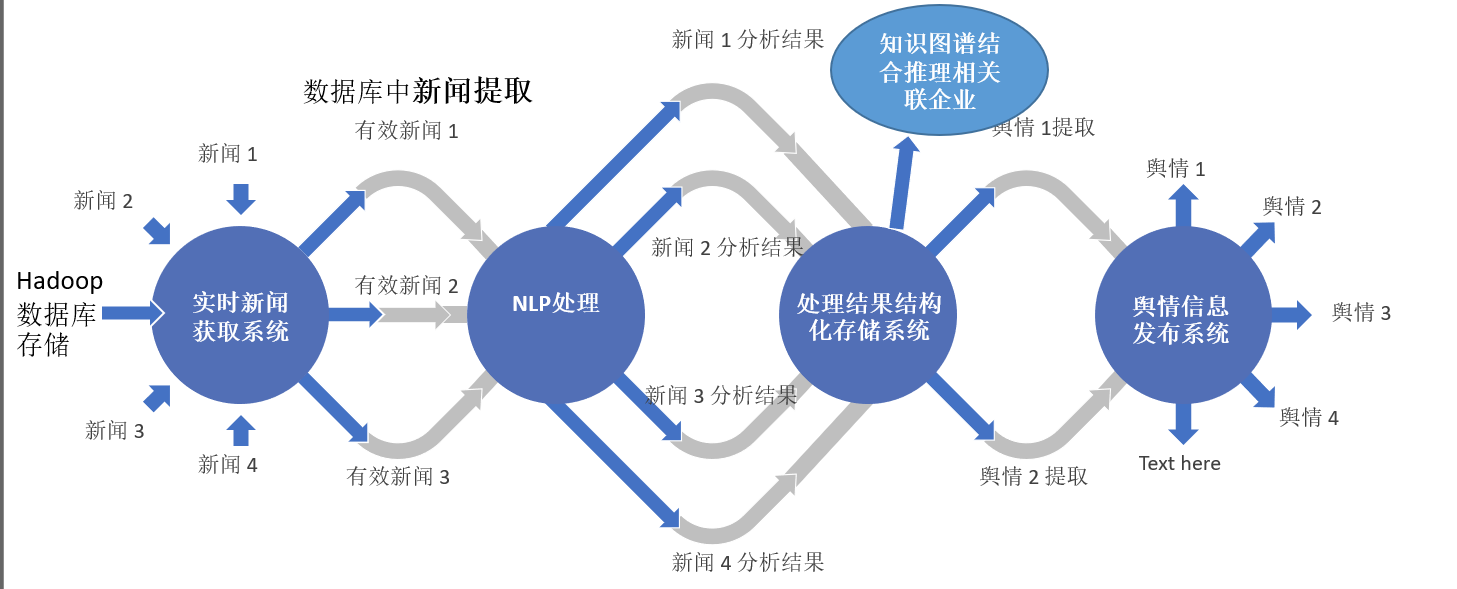 新闻 1 分析结果
知识图谱结
合推理相关
联企业
数据库中新闻提取
有效新闻 1
舆情 1提取
新闻 1
舆情 1
新闻 2
舆情 2
新闻 2 分析结果
Hadoop
数据库
存储
有效新闻 2
实时新闻
获取系统
NLP处理
处理结果结构
化存储系统
舆情信息
发布系统
舆情 3
新闻 3 分析结果
新闻 3
舆情 4
新闻 4
有效新闻 3
舆情 2 提取
Text here
新闻 4 分析结果